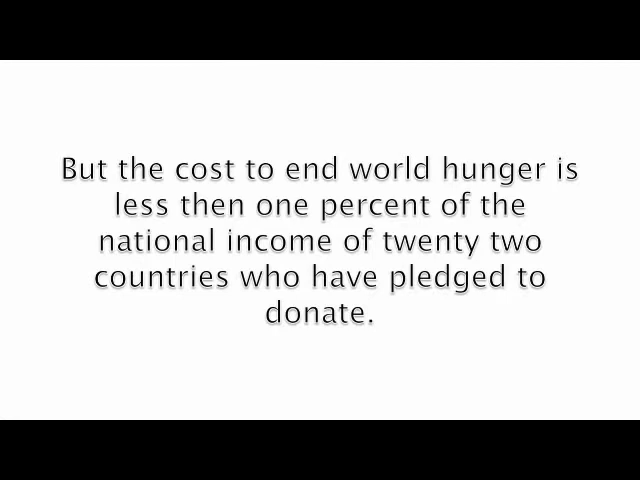 But the cost to end world hunger is
less then one percent of the
national income of twenty two
countries who have pledged to
donate.